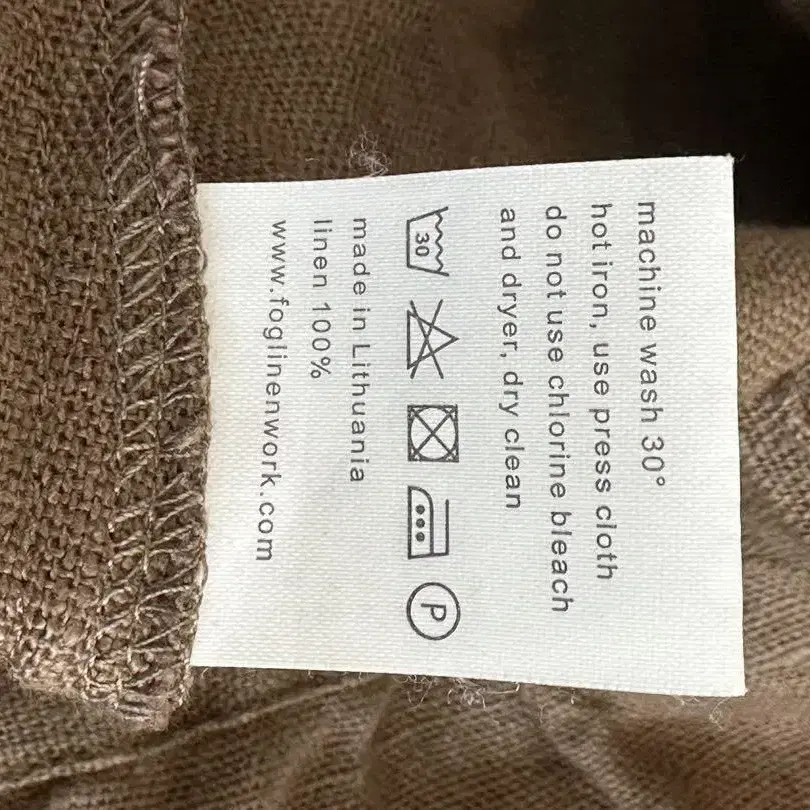 machine wash 30°
hot iron, use press cloth
do not use chlorine bleach
and dryer, dry clean
30 P
made in Lithuania
linen 100%
www.foglinenwork.com